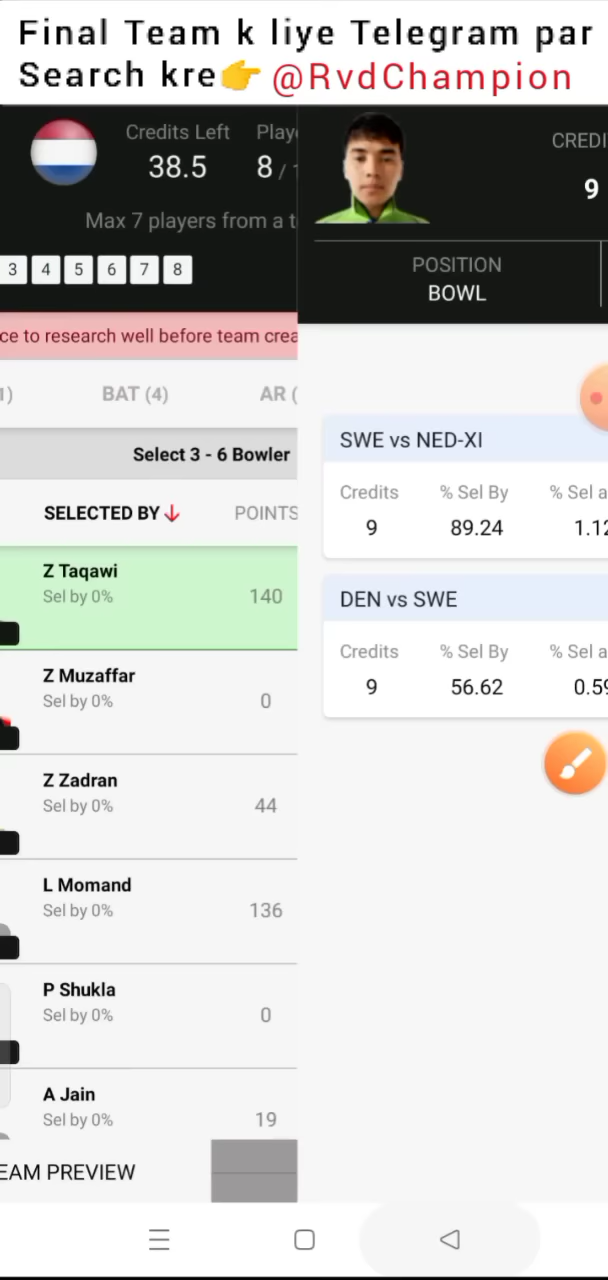 Final Team k liye Telegram par
Search kre👉 @RvdChampion
Credits Left
38.5
8 /
Max 7 players from a
3 4 5 6 7 8
to research well before team
BAT (4)
AR (
Select 3 - 6 Bowler
SELECTED BY
POINTS
Z Taqawi
Sel by 0%
140
Z Muzaffar
Sel by 0%
0
Z Zadran
Sel by 0%
44
L Momand
Sel by 0%
136
P Shukla
Sel by 0%
0
A Jain
Sel by 0%
19
PREVIEW
9
POSITION
BOWL
SWE vs NED-XI
Credits % Sel By % Sel
9 89.24 1.12
DEN vs SWE
Credits % Sel By % Sel
9 56.62 0.59